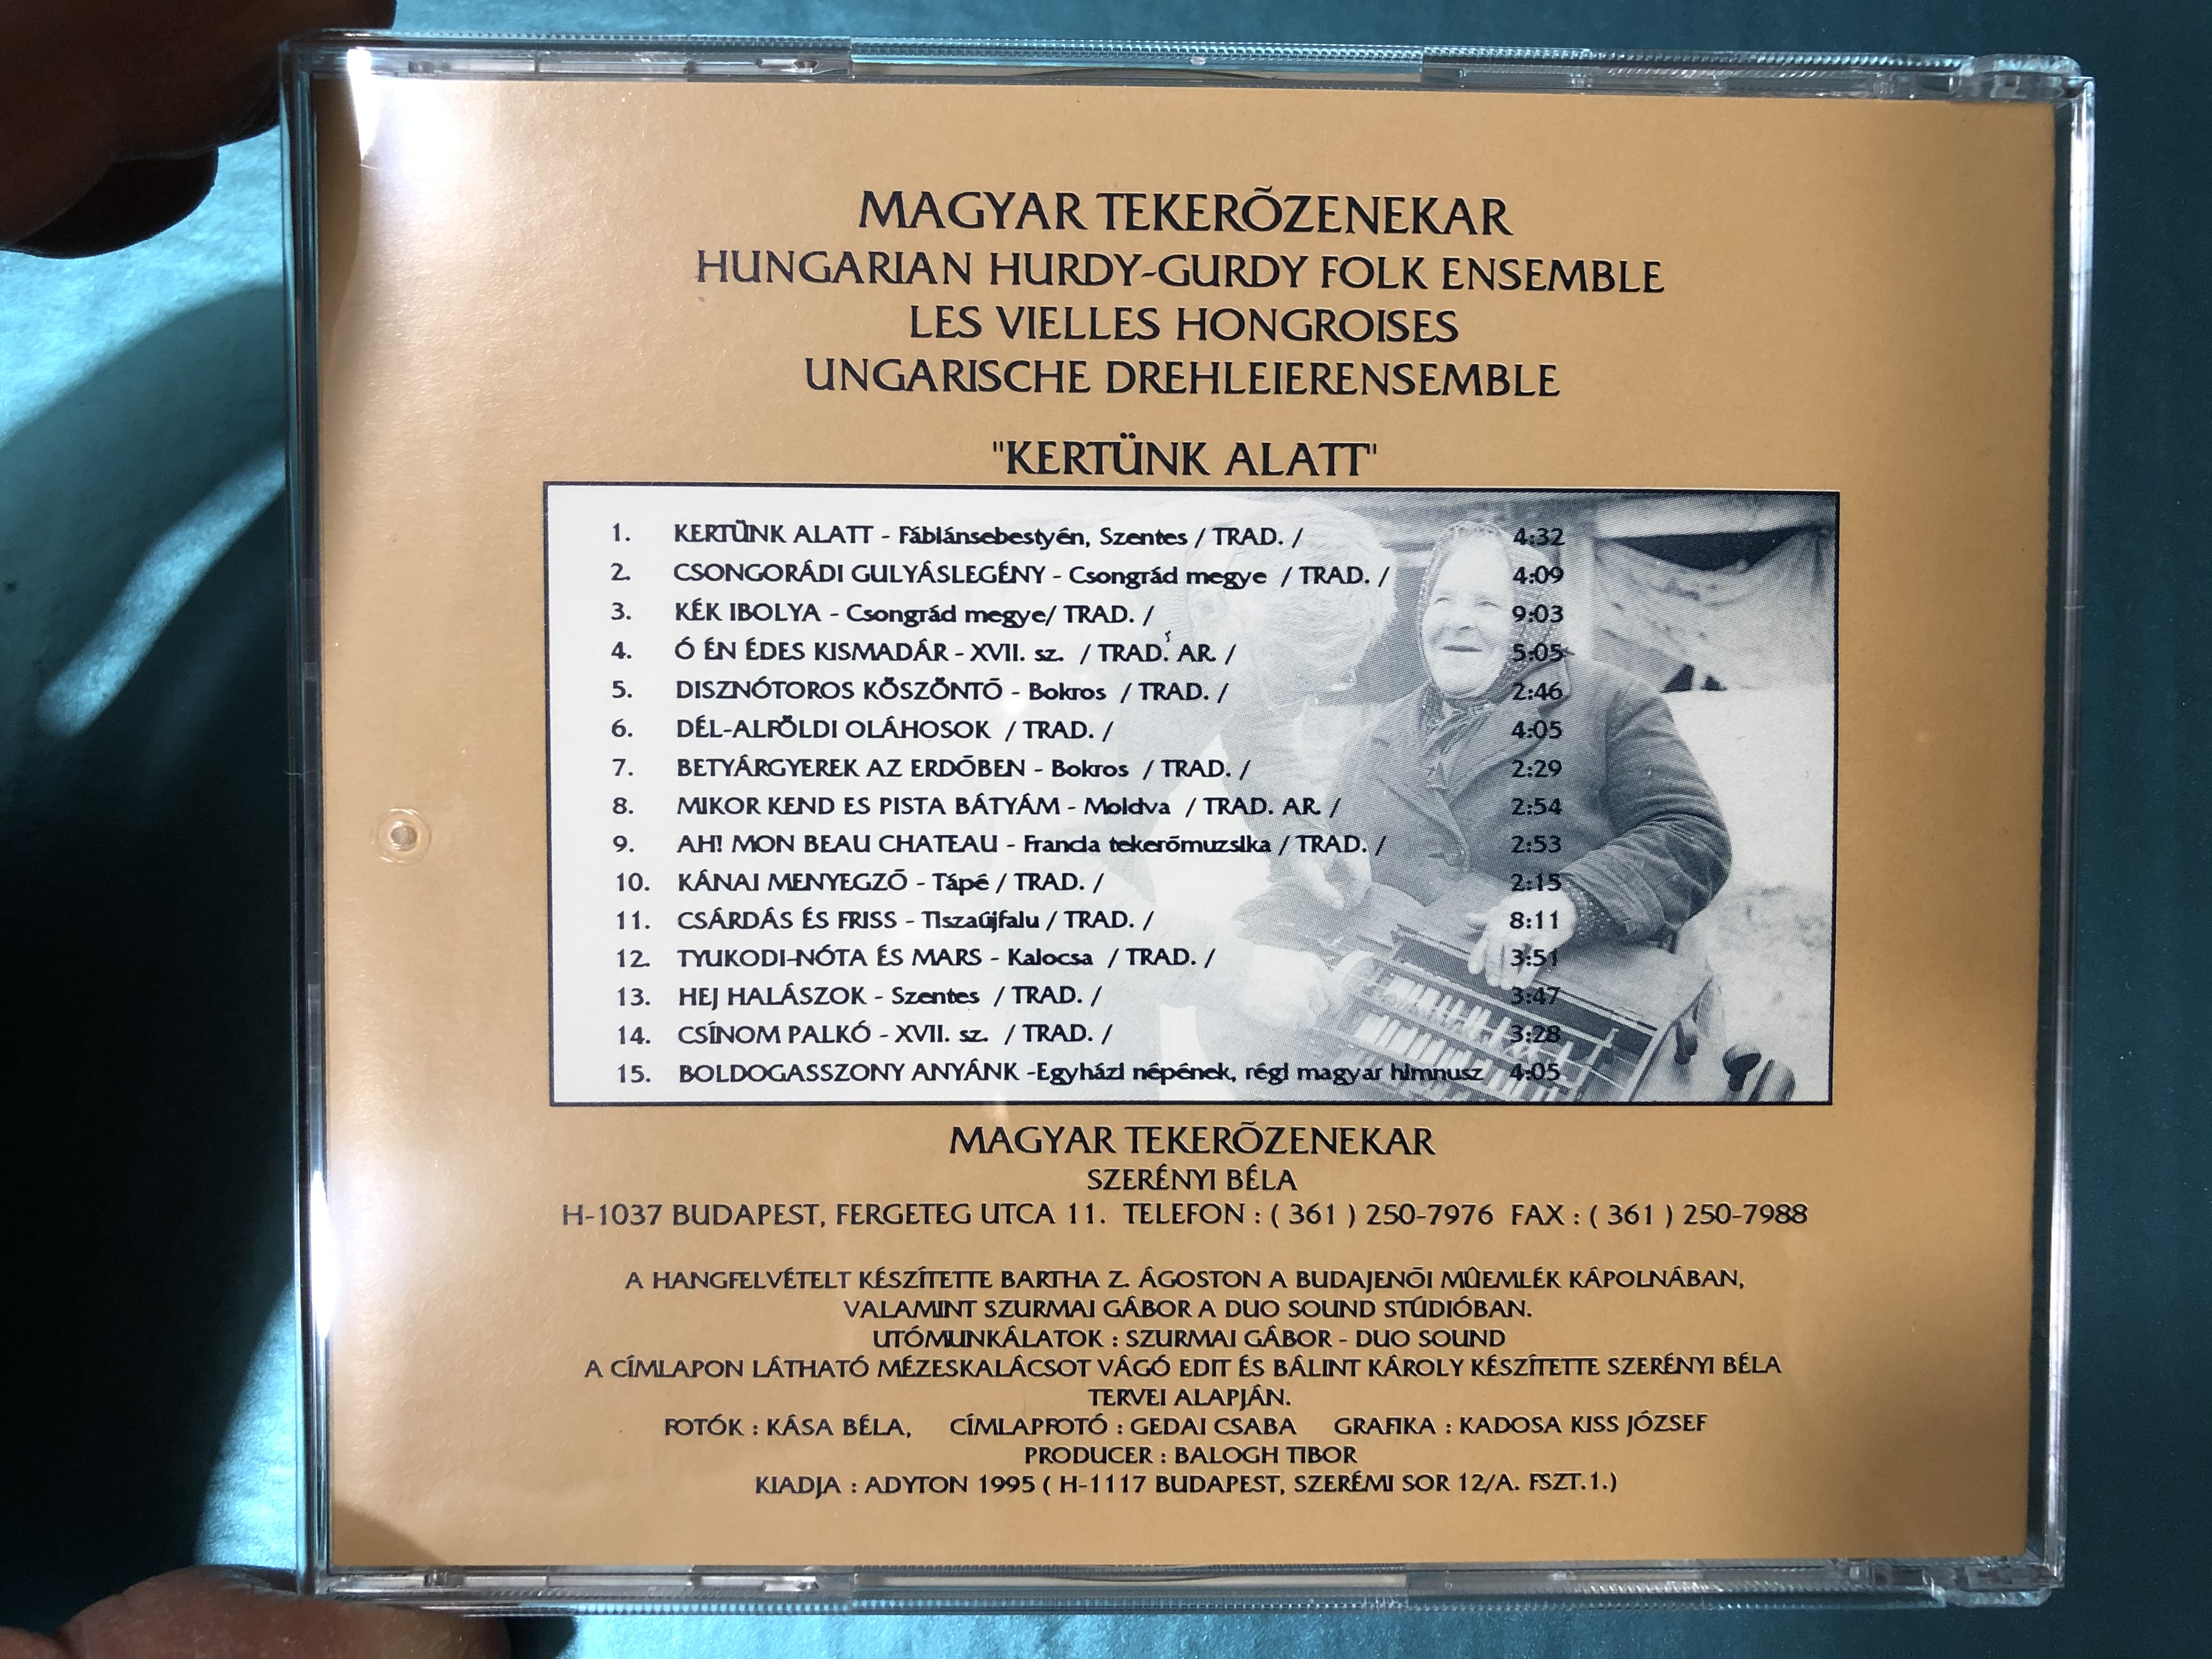 MAGYAR TEKERÕZENEKAR
HUNGARIAN HURDY-GURDY FOLK ENSEMBLE
LES VIELLES HONGROISES
UNGARISCHE DREHLEIERENSEMBLE
"KERTÜNK ALATT"
1. KERTÜNK ALATT - Fábiánsebestyén, Szentes / TRAD. / 4:32
2. CSONGORÁDI GULYÁSLEGÉNY - Csongrád megye / TRAD. / 4:09
3. KÉK IBOLYA - Csongrád megye/ TRAD. / 9:03
4. Ó ÉN ÉDES KISMADÁR - XVII. sz. / TRAD. AR. / 5:05
5. DISZNÓTOROS KÖSZÖNTÕ - Bokros / TRAD. / 2:46
6. DÉL-ALFÖLDI OLÁHOSOK / TRAD. / 4:05
7. BETYÁRGYEREK AZ ERDÕBEN - Bokros / TRAD. / 2:29
8. MIKOR KEND ES PISTA BÁTYÁM - Moldva / TRAD. AR. / 2:54
9. AH! MON BEAU CHATEAU - Francia tekerõmuzsika / TRAD. / 2:53
10. KÁNAI MENYEGZÕ - Tápé / TRAD. / 2:15
11. CSÁRDÁS ÉS FRISS - Tiszaújfalu / TRAD. / 8:11
12. TYUKODI-NÓTA ÉS MARS - Kalocsa / TRAD. / 3:51
13. HEJ HALÁSZOK - Szentes / TRAD. / 3:47
14. CSÍNOM PALKÓ - XVII. sz. / TRAD. / 3:28
15. BOLDOGASSZONY ANYÁNK -Egyházi népének, régi magyar himnusz 4:05
MAGYAR TEKERÕZENEKAR
SZERÉNYI BÉLA
H-1037 BUDAPEST, FERGETEG UTCA 11. TELEFON : ( 361 ) 250-7976 FAX : ( 361 ) 250-7988
A HANGFELVÉTELT KÉSZÍTETTE BARTHA Z. ÁGOSTON A BUDAJENÕI MÛEMLÉK KÁPOLNÁBAN,
VALAMINT SZURMAI GÁBOR A DUO SOUND STÚDIÓBAN.
UTÓMUNKÁLATOK : SZURMAI GÁBOR - DUO SOUND
A CÍMLAPON LÁTHATÓ MÉZESKALÁCSOT VÁGÓ EDIT ÉS BÁLINT KÁROLY KÉSZÍTETTE SZERÉNYI BÉLA
TERVEI ALAPJÁN.
FOTÓK : KÁSA BÉLA, CÍMLAPFOTÓ : GEDAI CSABA GRAFIKA : KADOSA KISS JÓZSEF
PRODUCER : BALOGH TIBOR
KIADJA : ADYTON 1995 ( H-1117 BUDAPEST, SZERÉMI SOR 12/A. FSZT.1.)